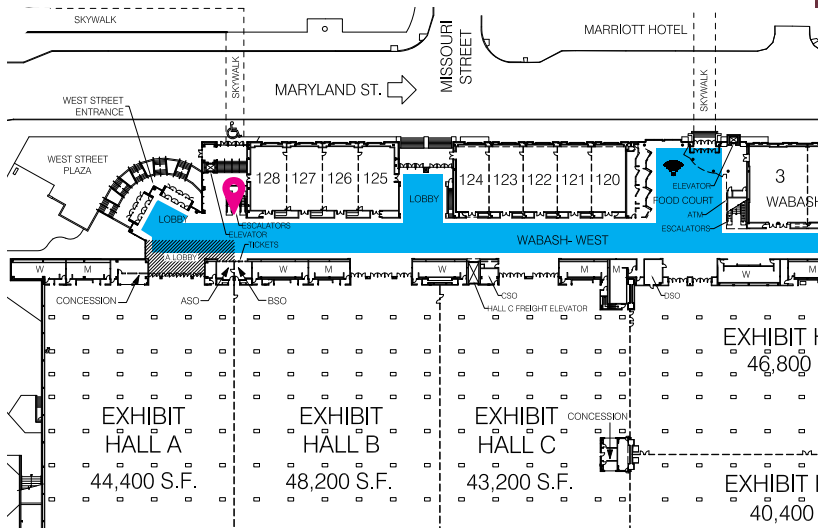 SKYWALK
MARRIOTT HOTEL
SKYWALK
MARYLAND ST.
MISSOURI
STREET
SKYWALK
WEST STREET
ENTRANCE
WEST STREET
PLAZA
128
127
126
125
124
123
122
121
120
3
WABASH
LOBBY
LOBBY
ELEVATOR
FOOD COURT
ATM
ESCALATORS
ESCALATORS
ELEVATOR
TICKETS
WABASH- WEST
A LOBBY
W
M
W
M
W
M
M
W
M
CONCESSION
ASO
BSO
CSO
HALL C FREIGHT ELEVATOR
DSO
EXHIBIT
HALL A
44,400 S.F.
EXHIBIT
HALL B
48,200 S.F.
EXHIBIT
HALL C
43,200 S.F.
CONCESSION
EXHIBIT
46,800
EXHIBIT
40,400